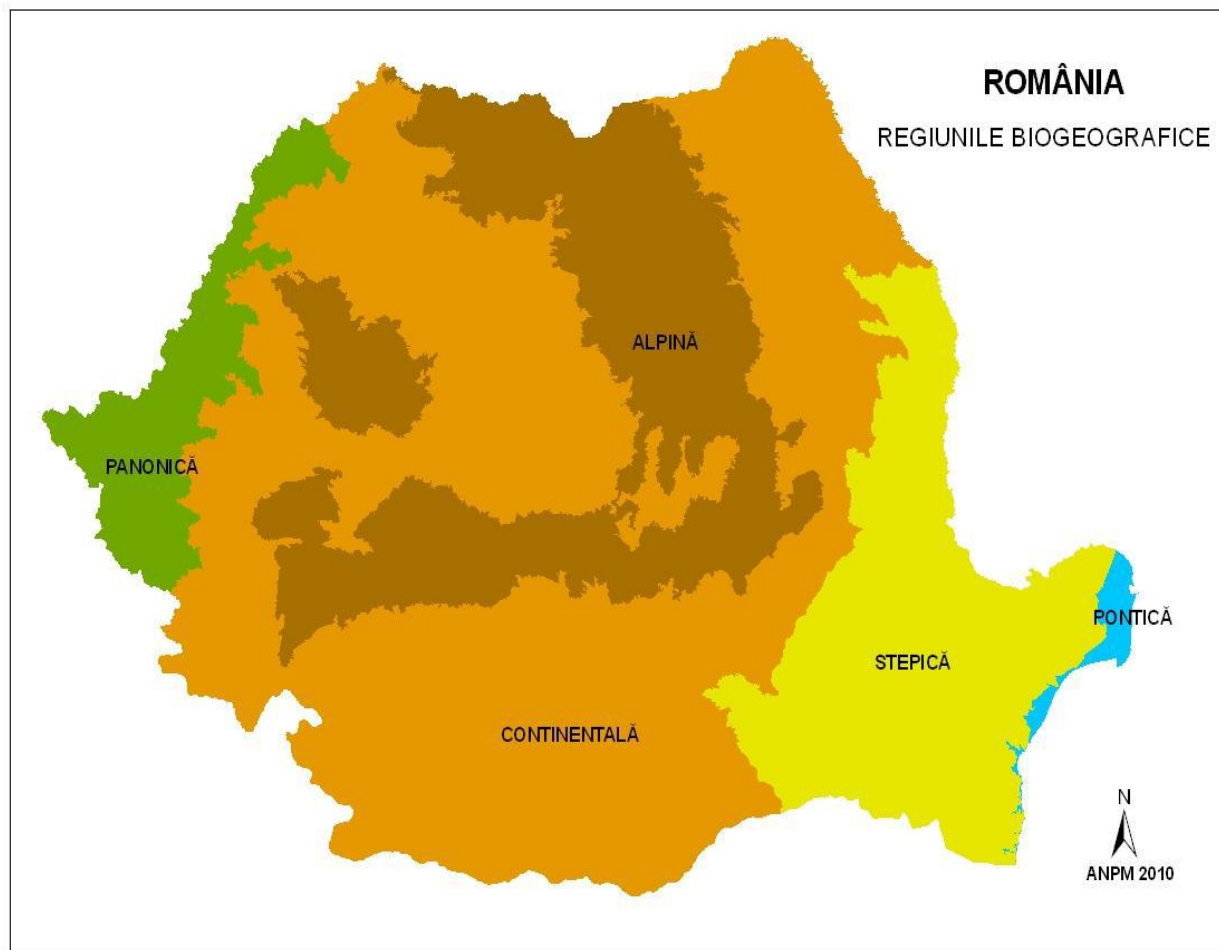 ROMÂNIA
REGIUNILE BIOGEOGRAFICE
ALPINĂ
PANONICĂ
PONTICĂ
STEPICĂ
CONTINENTALĂ
N
ANPM 2010